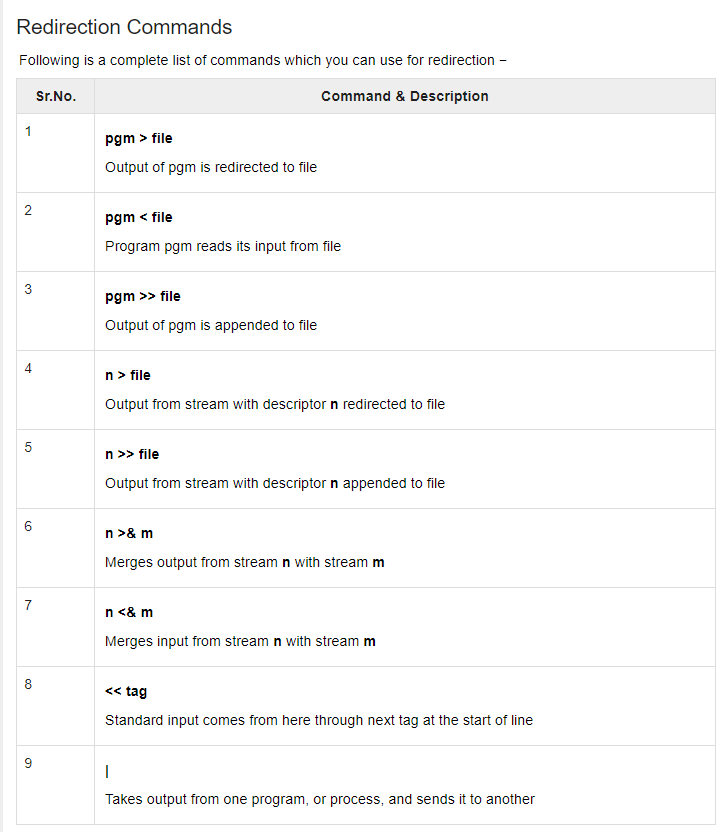 Redirection Commands
Following is a complete list of commands which you can use for redirection −
Sr.No. Command & Description
1
pgm > file
Output of pgm is redirected to file
2
pgm < file
Program pgm reads its input from file
3
pgm >> file
Output of pgm is appended to file
4
n > file
Output from stream with descriptor n redirected to file
5
n >> file
Output from stream with descriptor n appended to file
6
n >& m
Merges output from stream n with stream m
7
n <& m
Merges input from stream n with stream m
8
<< tag
Standard input comes from here through next tag at the start of line
9
|
Takes output from one program, or process, and sends it to another